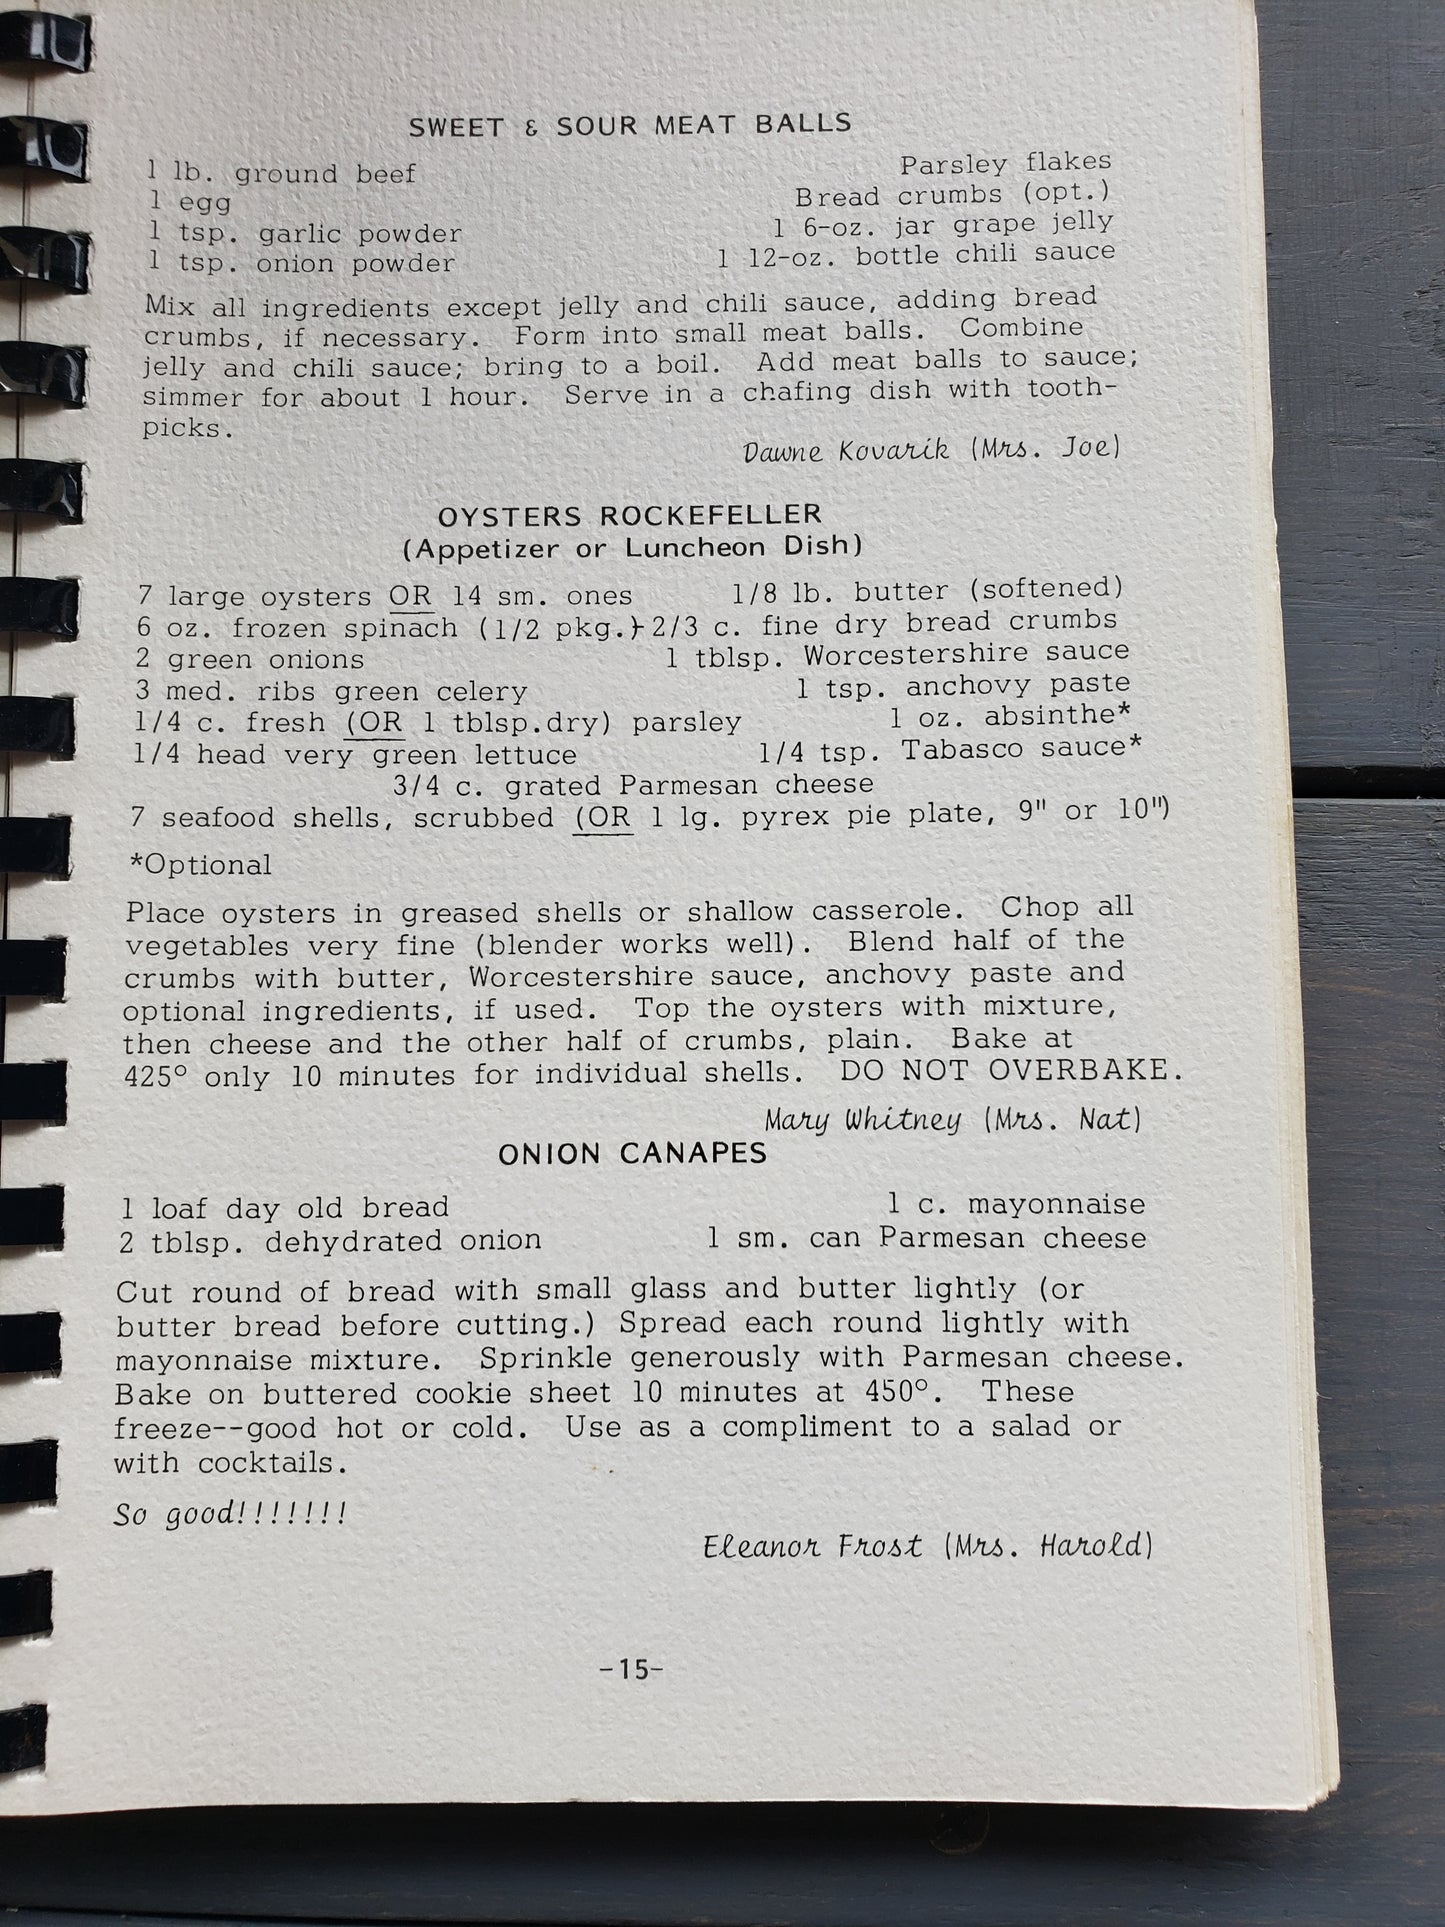 SWEET & SOUR MEAT BALLS
1 lb. ground beef Parsley flakes
1 egg Bread crumbs (opt.)
1 tsp. garlic powder 1 6-oz. jar grape jelly
1 tsp. onion powder 1 12-oz. bottle chili sauce
Mix all ingredients except jelly and chili sauce, adding bread
crumbs, if necessary. Form into small meat balls. Combine
jelly and chili sauce; bring to a boil. Add meat balls to sauce;
simmer for about 1 hour. Serve in a chafing dish with tooth-
picks.
Dawne Kovarik (Mrs. Joe)
OYSTERS ROCKEFELLER
(Appetizer or Luncheon Dish)
7 large oysters OR 14 sm. ones 1/8 lb. butter (softened)
6 oz. frozen spinach (1/2 pkg.) 2/3 c. fine dry bread crumbs
2 green onions 1 tblsp. Worcestershire sauce
3 med. ribs green celery 1 tsp. anchovy paste
1/4 c. fresh (OR 1 tblsp.dry) parsley 1 oz. absinthe*
1/4 head very green lettuce 1/4 tsp. Tabasco sauce*
3/4 c. grated Parmesan cheese
7 seafood shells, scrubbed (OR 1 lg. pyrex pie plate, 9" or 10")
*Optional
Place oysters in greased shells or shallow casserole. Chop all
vegetables very fine (blender works well). Blend half of the
crumbs with butter, Worcestershire sauce, anchovy paste and
optional ingredients, if used. Top the oysters with mixture,
then cheese and the other half of crumbs, plain. Bake at
425° only 10 minutes for individual shells. DO NOT OVERBAKE.
Mary Whitney (Mrs. Nat)
ONION CANAPES
1 loaf day old bread 1 c. mayonnaise
2 tblsp. dehydrated onion 1 sm. can Parmesan cheese
Cut round of bread with small glass and butter lightly (or
butter bread before cutting.) Spread each round lightly with
mayonnaise mixture. Sprinkle generously with Parmesan cheese.
Bake on buttered cookie sheet 10 minutes at 450°. These
freeze--good hot or cold. Use as a compliment to a salad or
with cocktails.
So good!!!!!!!
Eleanor Frost (Mrs. Harold)
-15-